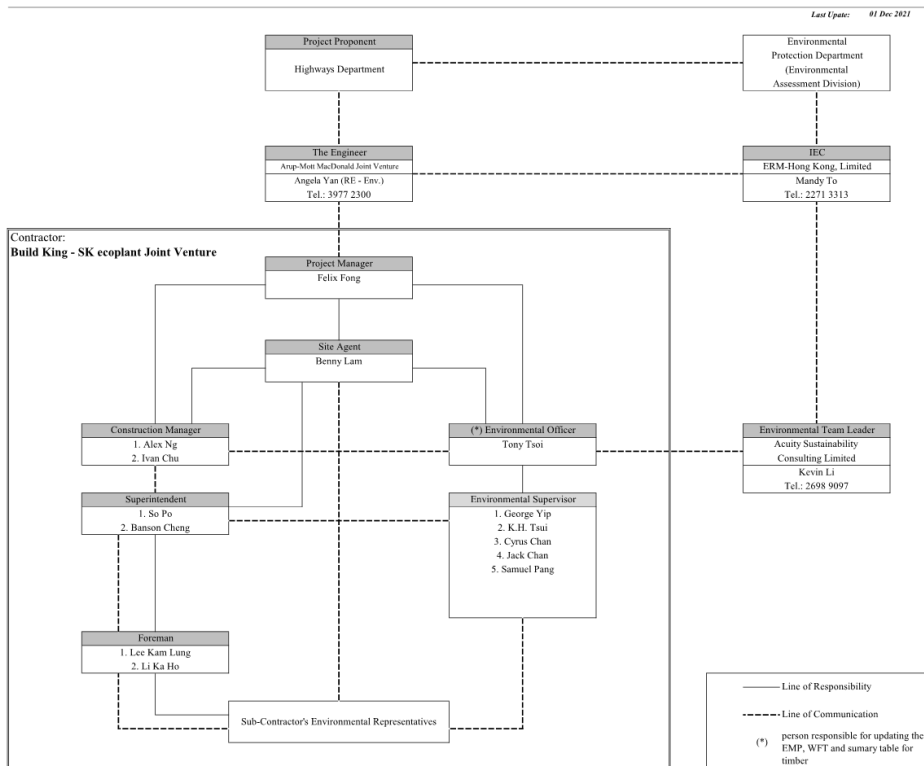 Last Upate: 01 Dec 2021
Project Proponent
Highways Department
Environmental
Protection Department
(Environmental
Assessment Division)
The Engineer
Arup-Mott MacDonald Joint Venture
Angela Yan (RE - Env.)
Tel.: 3977 2300
IEC
ERM-Hong Kong, Limited
Mandy To
Tel.: 2271 3313
Contractor:
Build King - SK ecoplant Joint Venture
Project Manager
Felix Fong
Site Agent
Benny Lam
Construction Manager
1. Alex Ng
2. Ivan Chu
(*) Environmental Officer
Tony Tsoi
Environmental Team Leader
Acuity Sustainability
Consulting Limited
Kevin Li
Tel.: 2698 9097
Superintendent
1. So Po
2. Banson Cheng
Environmental Supervisor
1. George Yip
2. K.H. Tsui
3. Cyrus Chan
4. Jack Chan
5. Samuel Pang
Foreman
1. Lee Kam Lung
2. Li Ka Ho
Sub-Contractor's Environmental Representatives
Line of Responsibility
Line of Communication
(*) person responsible for updating the
EMP, WFT and sumary table for
timber